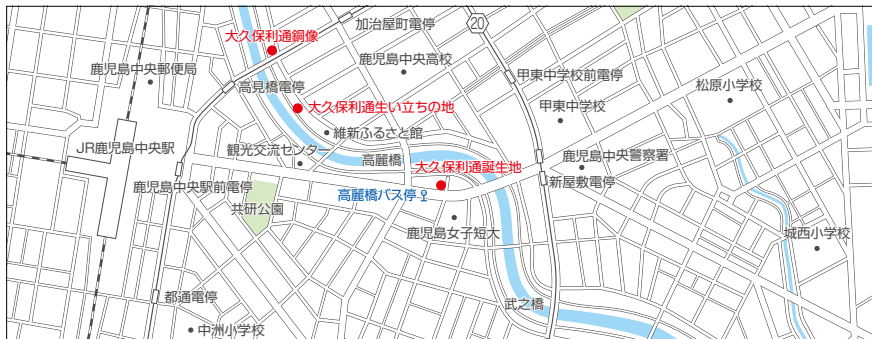 加治屋町電停
20
大久保利通銅像
鹿児島中央郵便局
鹿児島中央高校
高見橋電停
甲東中学校前電停
松原小学校
大久保利通生い立ちの地
甲東中学校
維新ふるさと館
JR鹿児島中央駅
観光交流センター
高麗橋
大久保利通誕生地
鹿児島中央警察署
鹿児島中央駅前電停
高麗橋バス停
新屋敷電停
共研公園
鹿児島女子短大
城西小学校
都通電停
武之橋
中洲小学校